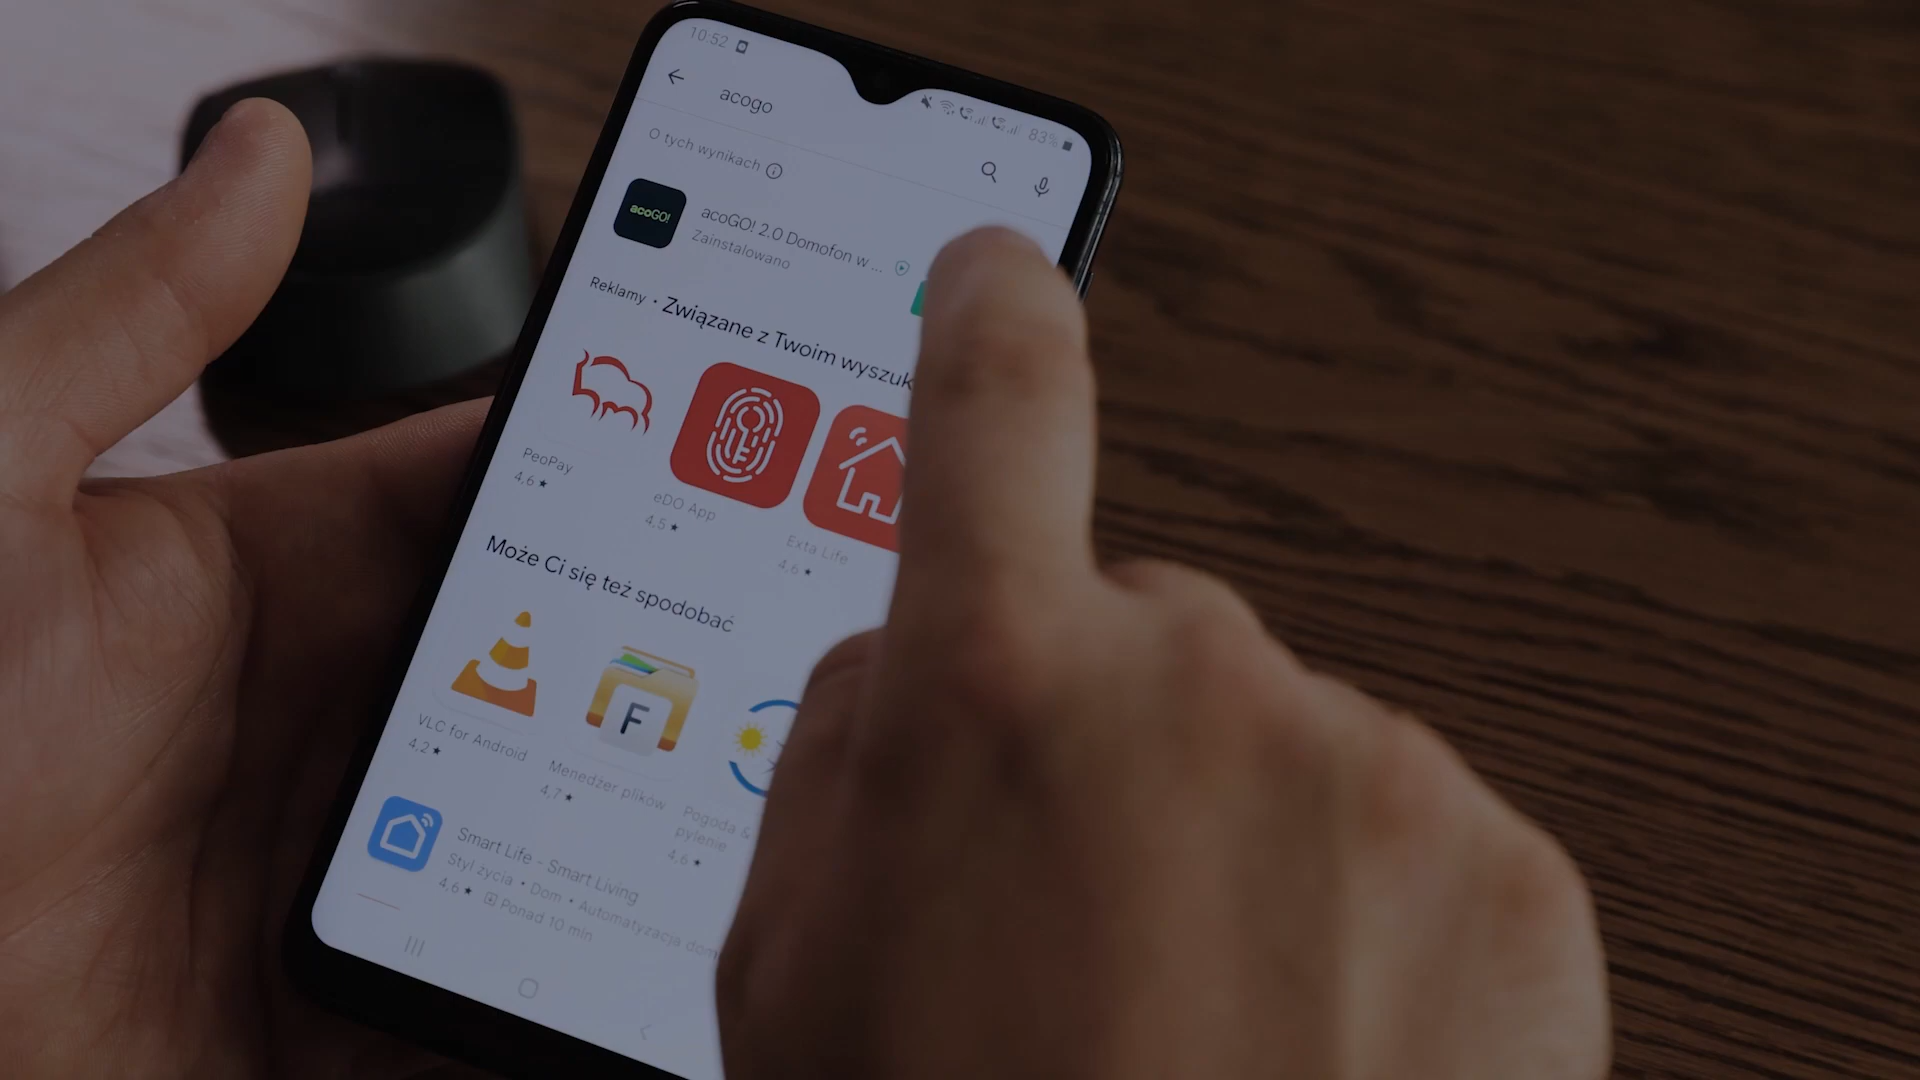 10:52
83%
acogo
O tych wynikach
acoGO!
acoGO! 2.0 Domofon w ...
Zainstalowano
Reklamy • Związane z Twoim wyszuk
PeoPay
4,6★
eDO App
4,5★
Exta Life
4,6★
Może Ci się też spodobać
F
VLC for Android
4,2★
Menedżer plików
4,7★
Pogoda &
pylenie
4,6★
Smart Life - Smart Living
Styl życia • Dom • Automatyzacja dom
4,6★ Ponad 10 mln